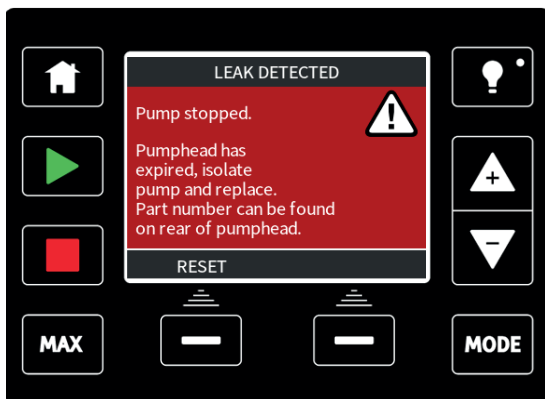 LEAK DETECTED
Pump stopped.
Pumphead has
expired, isolate
pump and replace.
Part number can be found
on rear of pumphead.
RESET
MAX
MODE